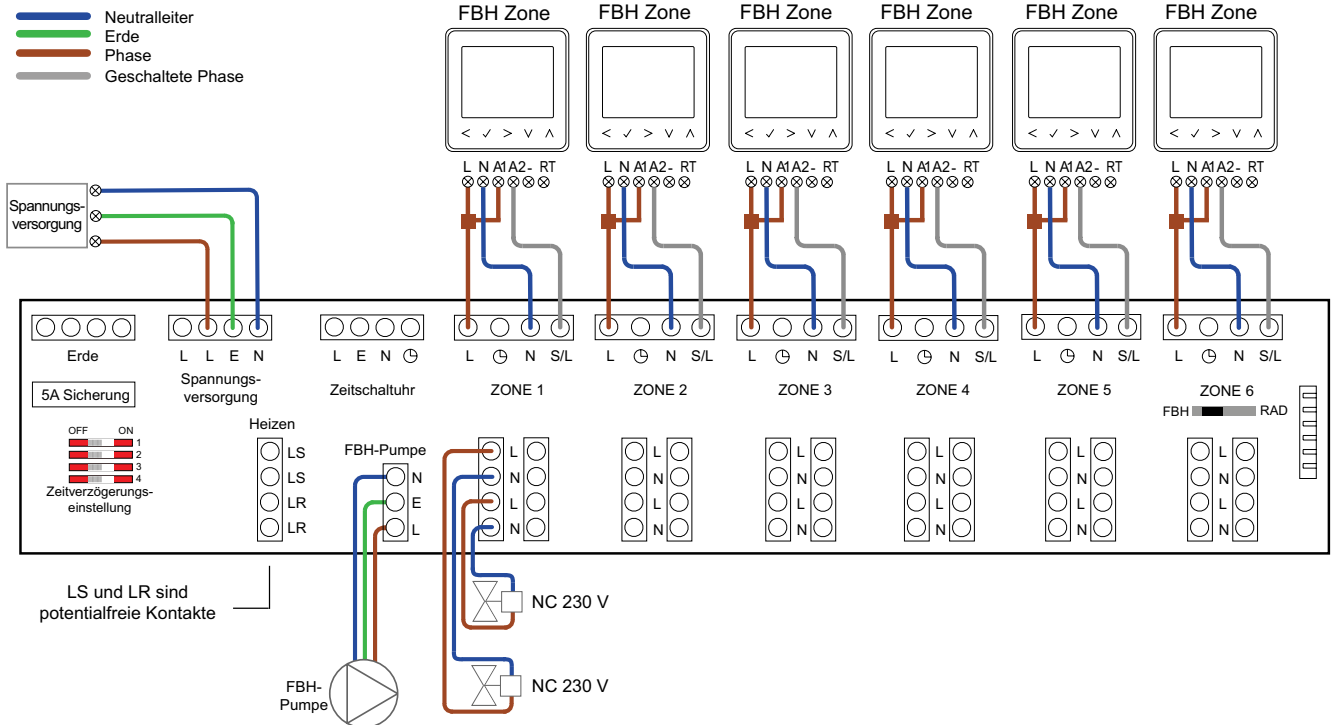 Neutralleiter
Erde
Phase
Geschaltete Phase
FBH Zone FBH Zone FBH Zone FBH Zone FBH Zone FBH Zone
< ✓ > ∨ ∧ < ✓ > ∨ ∧ < ✓ > ∨ ∧ < ✓ > ∨ ∧ < ✓ > ∨ ∧ < ✓ > ∨ ∧
L N A1 A2 - RT L N A1 A2 - RT L N A1 A2 - RT L N A1 A2 - RT L N A1 A2 - RT L N A1 A2 - RT
Spannungs-
versorgung
Erde
L L E N
Spannungs-
versorgung
L E N
Zeitschaltuhr
L N S/L L N S/L L N S/L L N S/L L N S/L L N S/L
ZONE 1 ZONE 2 ZONE 3 ZONE 4 ZONE 5 ZONE 6
FBH RAD
5A Sicherung
OFF ON
1
2
3
4
Zeitverzögerungs-
einstellung
Heizen
LS
LS
LR
LR
FBH-Pumpe
N
E
L
L L L L L L
N N N N N N
L L L L L L
N N N N N N
LS und LR sind
potentialfreie Kontakte
NC 230 V
NC 230 V
FBH-
Pumpe